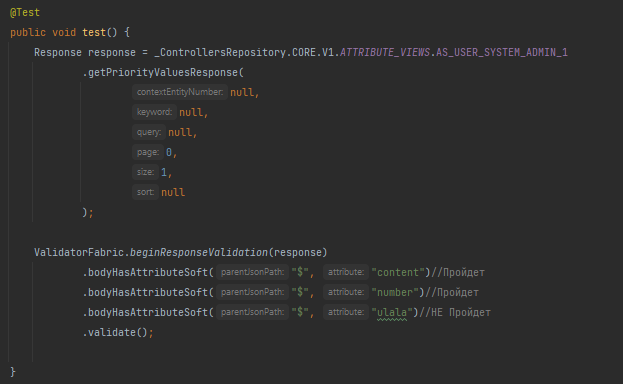 @Test
public void test() {
Response response = _ControllersRepository.CORE.V1.ATTRIBUTE_VIEWS.AS_USER_SYSTEM_ADMIN_1
.getPriorityValuesResponse(
contextEntityNumber: null,
keyword: null,
query: null,
page: 0,
size: 1,
sort: null
);
ValidatorFabric.beginResponseValidation(response)
.bodyHasAttributeSoft( parentJsonPath: "$", attribute: "content")//Пройдет
.bodyHasAttributeSoft( parentJsonPath: "$", attribute: "number")//Пройдет
.bodyHasAttributeSoft( parentJsonPath: "$", attribute: "ulala")//НЕ Пройдет
.validate();
}